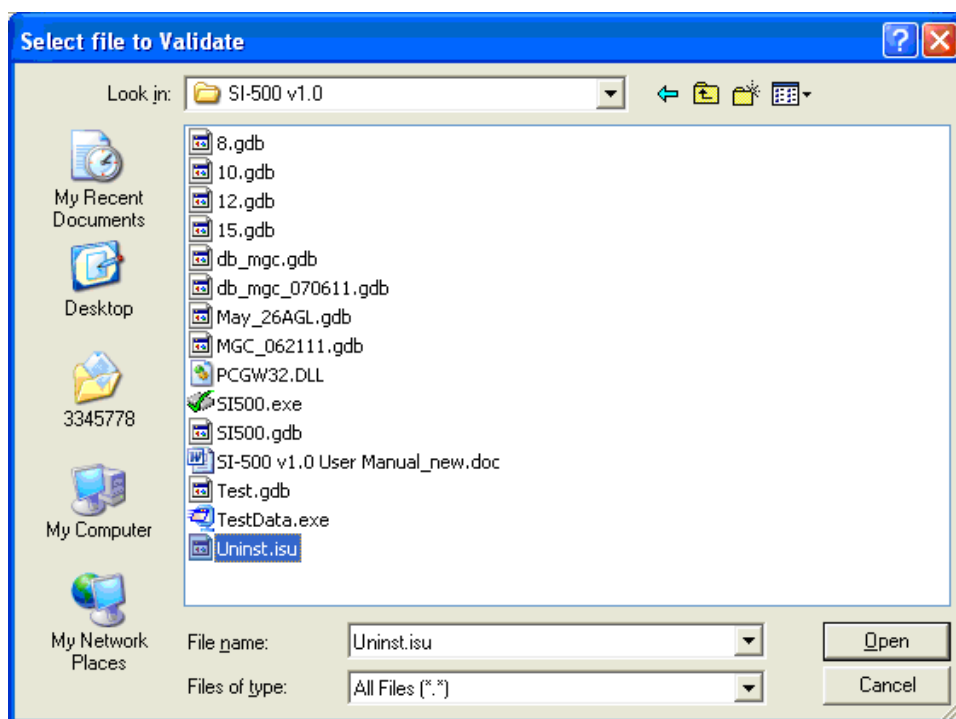 Select file to Validate
Look in:
SI-500 v1.0
My Recent
Documents
Desktop
3345778
My Computer
My Network
Places
8.gdb
10.gdb
12.gdb
15.gdb
db_mgc.gdb
db_mgc_070611.gdb
May_26AGL.gdb
MGC_062111.gdb
PCGW32.DLL
SI500.exe
SI500.gdb
SI-500 v1.0 User Manual_new.doc
Test.gdb
TestData.exe
Uninst.isu
File name:
Uninst.isu
Open
Files of type:
All Files (*.*)
Cancel